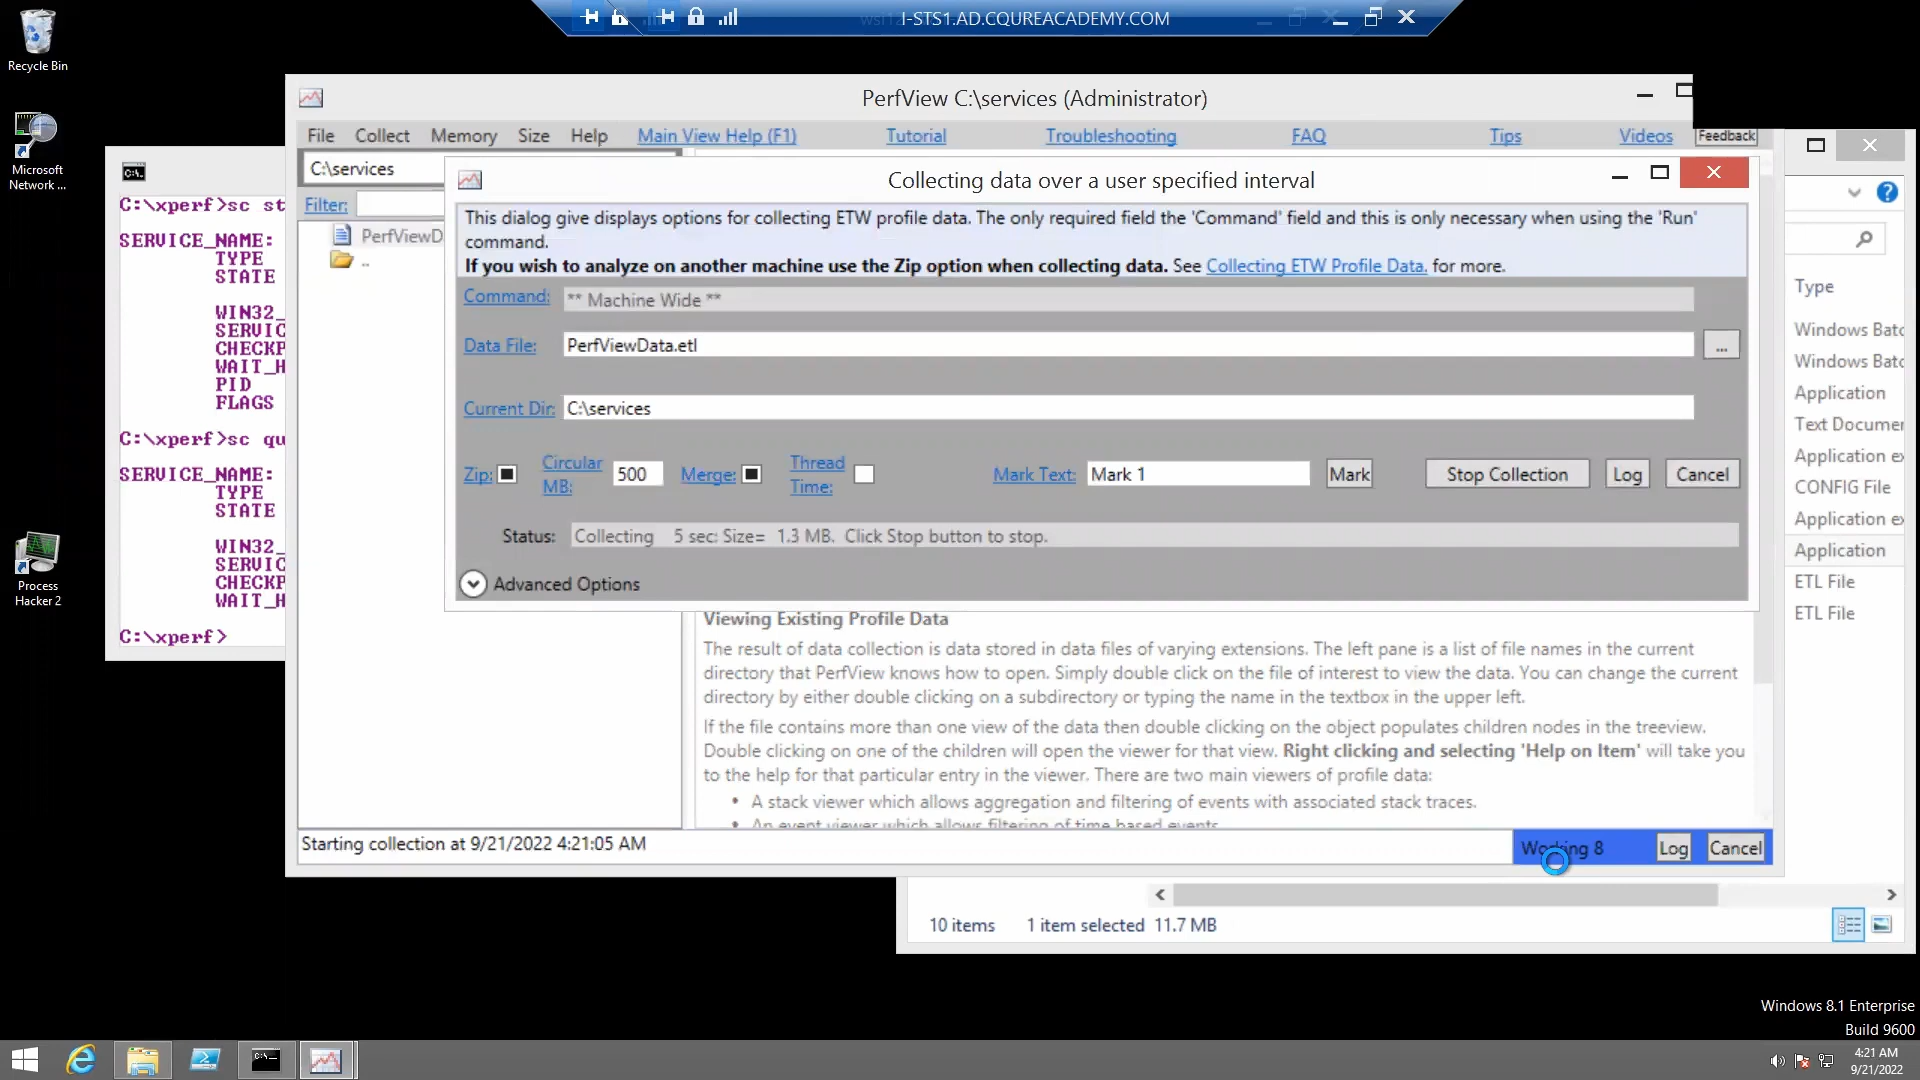 I-STS1.AD.CQUREACADEMY.COM
Recycle Bin
Microsoft
Network ...
Process
Hacker 2
C:\xperf>sc st
SERVICE_NAME:
TYPE
STATE
WIN32_
SERVIC
CHECKP
WAIT_H
PID
FLAGS
C:\xperf>sc qu
SERVICE_NAME:
TYPE
STATE
WIN32_
SERVIC
CHECKP
WAIT_H
C:\xperf>
PerfView C:\services (Administrator)
File Collect Memory Size Help Main View Help (F1) Tutorial Troubleshooting FAQ Tips Videos Feedback
C:\services
Filter:
PerfViewD
..
Collecting data over a user specified interval
This dialog give displays options for collecting ETW profile data. The only required field the 'Command' field and this is only necessary when using the 'Run'
command.
If you wish to analyze on another machine use the Zip option when collecting data. See Collecting ETW Profile Data. for more.
Command: ** Machine Wide **
Data File: PerfViewData.etl ...
Current Dir: C:\services
Zip: Circular MB: 500 Merge: Thread Time: Mark Text: Mark 1 Mark Stop Collection Log Cancel
Status: Collecting 5 sec: Size= 1.3 MB. Click Stop button to stop.
Advanced Options
Viewing Existing Profile Data
The result of data collection is data stored in data files of varying extensions. The left pane is a list of file names in the current
directory that PerfView knows how to open. Simply double click on the file of interest to view the data. You can change the current
directory by either double clicking on a subdirectory or typing the name in the textbox in the upper left.
If the file contains more than one view of the data then double clicking on the object populates children nodes in the treeview.
Double clicking on one of the children will open the viewer for that view. Right clicking and selecting 'Help on Item' will take you
to the help for that particular entry in the viewer. There are two main viewers of profile data:
• A stack viewer which allows aggregation and filtering of events with associated stack traces.
• An event viewer which allows filtering of time based events
Starting collection at 9/21/2022 4:21:05 AM
Working 8 Log Cancel
Type
Windows Batc
Windows Batc
Application
Text Documen
Application ex
CONFIG File
Application ex
Application
ETL File
ETL File
10 items 1 item selected 11.7 MB
Windows 8.1 Enterprise
Build 9600
4:21 AM
9/21/2022